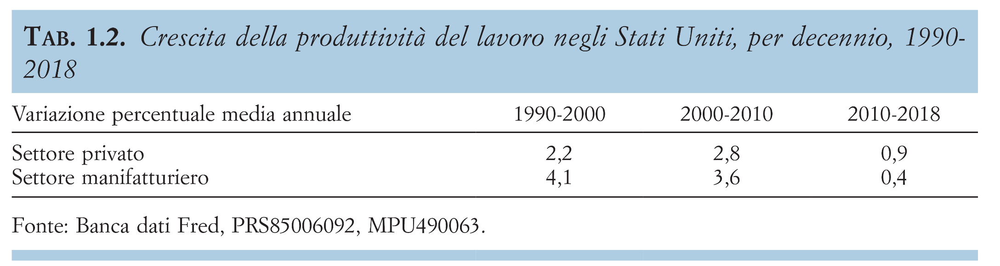 TAB. 1.2. Crescita della produttività del lavoro negli Stati Uniti, per decennio, 1990-
2018
Variazione percentuale media annuale 1990-2000 2000-2010 2010-2018
Settore privato 2,2 2,8 0,9
Settore manifatturiero 4,1 3,6 0,4
Fonte: Banca dati Fred, PRS85006092, MPU490063.